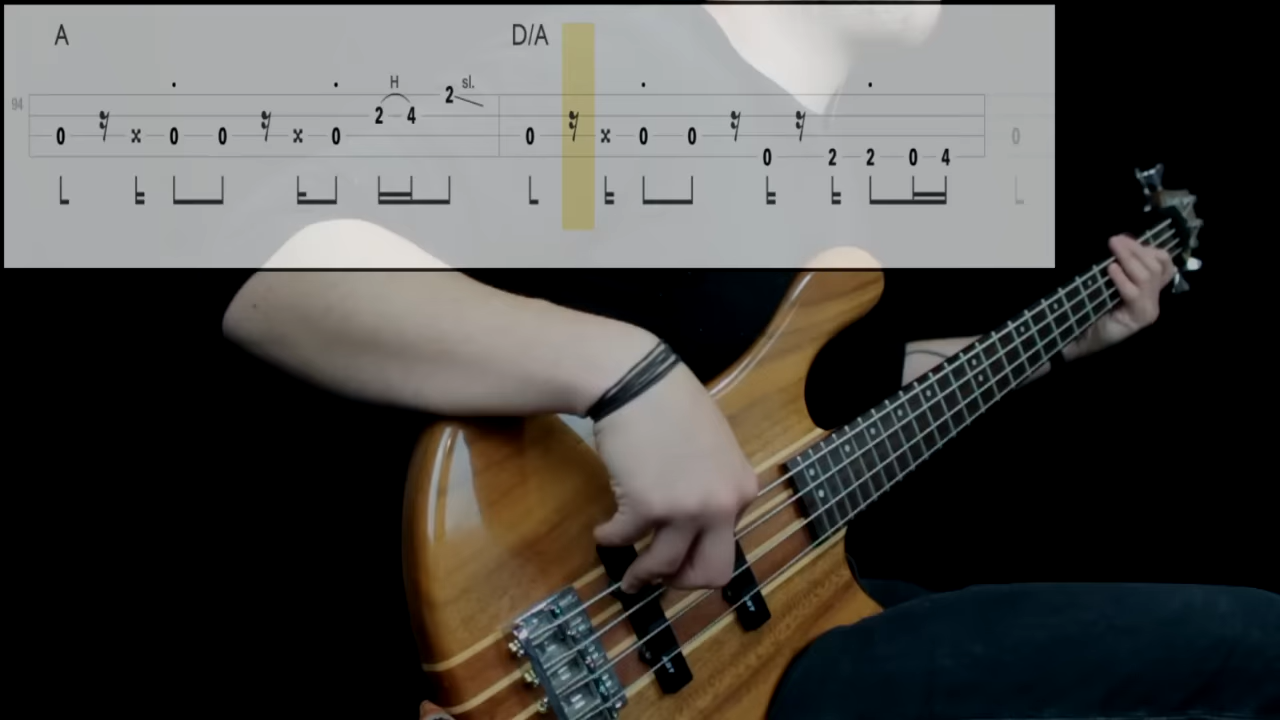 A D/A
H sl.
2
94
2 4
0 x 0 0 x 0 0 x 0 0 0
0 2 2 0 4